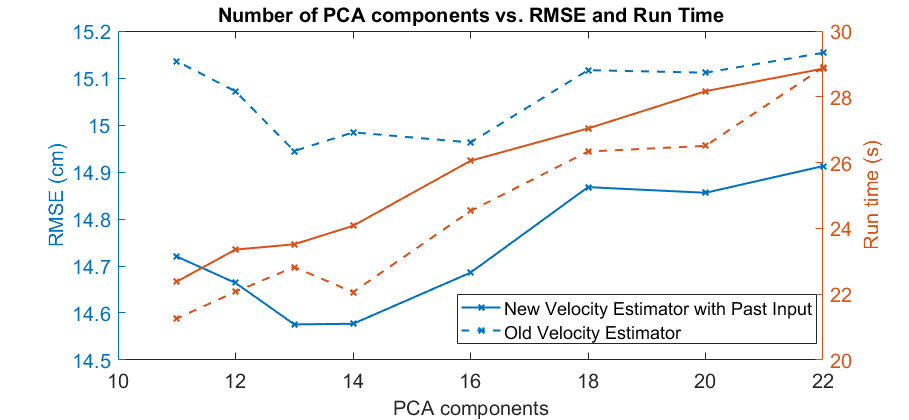 Number of PCA components vs. RMSE and Run Time
15.2
15.1
15
14.9
14.8
14.7
14.6
14.5
RMSE (cm)
30
28
26
24
22
20
Run time (s)
New Velocity Estimator with Past Input
Old Velocity Estimator
10 12 14 16 18 20 22
PCA components